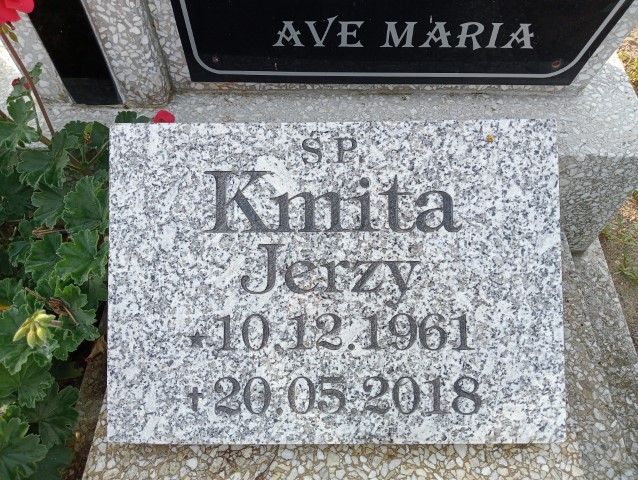 AVE MARIA
Ś.P.
Kmita
Jerzy
★10.12.1961
✝20.05.2018